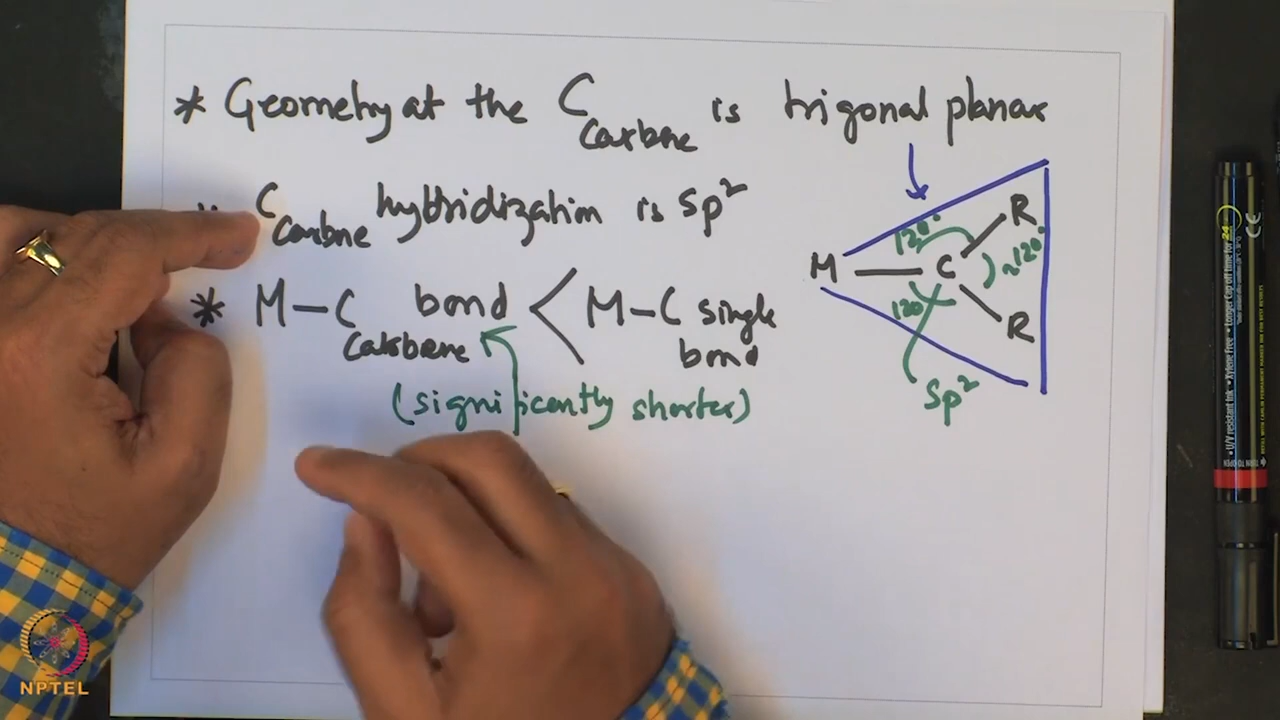 * Geometry at the C Carbene is trigonal planar
C Carbene hybridization is Sp²
* M-C Carbene bond < M-C single bond
(significantly shorter)
M — C
R
R
120°
~120°
120
Sp²
NPTEL
24